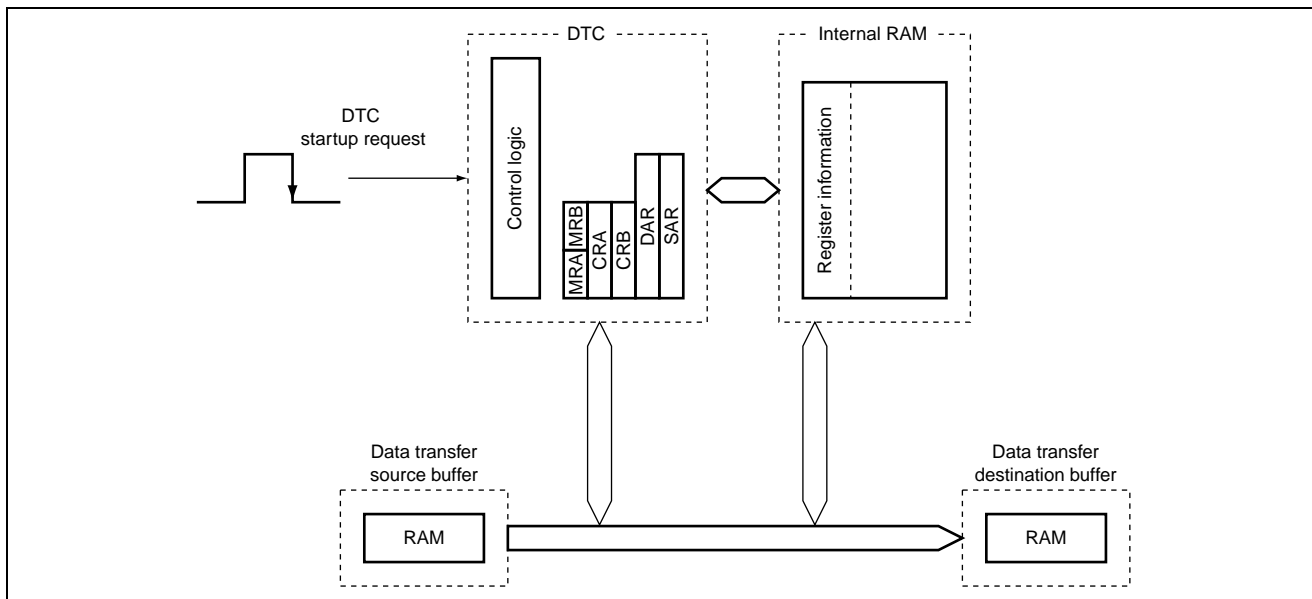 DTC
Internal RAM
DTC
startup request
Control logic
MRA
MRB
CRA
CRB
DAR
SAR
Register information
Data transfer
source buffer
Data transfer
destination buffer
RAM
RAM